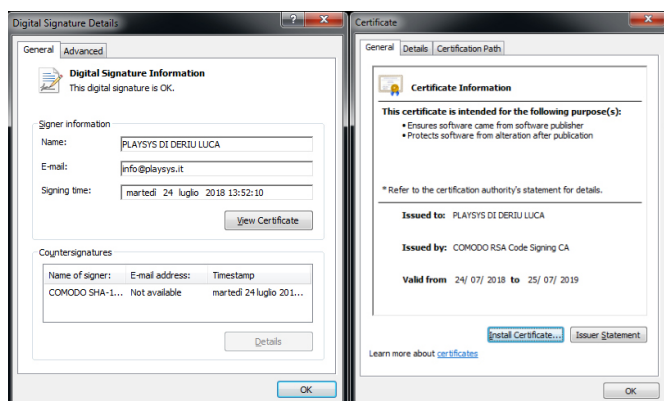 Digital Signature Details
General Advanced
Digital Signature Information
This digital signature is OK.
Signer information
Name: PLAYSYS DI DERIU LUCA
E-mail: info@playsys.it
Signing time: martedì 24 luglio 2018 13:52:10
View Certificate
Countersignatures
Name of signer: E-mail address: Timestamp
COMODO SHA-1... Not available martedì 24 luglio 201...
Details
OK
Certificate
General Details Certification Path
Certificate Information
This certificate is intended for the following purpose(s):
• Ensures software came from software publisher
• Protects software from alteration after publication
* Refer to the certification authority's statement for details.
Issued to: PLAYSYS DI DERIU LUCA
Issued by: COMODO RSA Code Signing CA
Valid from 24/ 07/ 2018 to 25/ 07/ 2019
Install Certificate... Issuer Statement
Learn more about certificates
OK